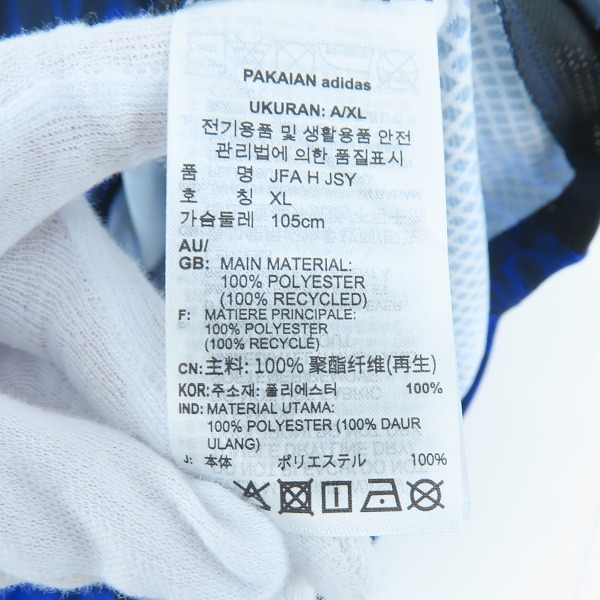 PAKAIAN adidas
UKURAN: A/XL
전기용품 및 생활용품 안전
관리법에 의한 품질표시
품 명 JFA H JSY
호 칭 XL
가슴둘레 105cm
AU/
GB: MAIN MATERIAL:
100% POLYESTER
(100% RECYCLED)
F: MATIERE PRINCIPALE:
100% POLYESTER
(100% RECYCLÉ)
CN: 主料: 100% 聚酯纤维(再生)
KOR: 주소재: 폴리에스터 100%
IND: MATERIAL UTAMA:
100% POLYESTER (100% DAUR
ULANG)
J: 本体 ポリエステル 100%